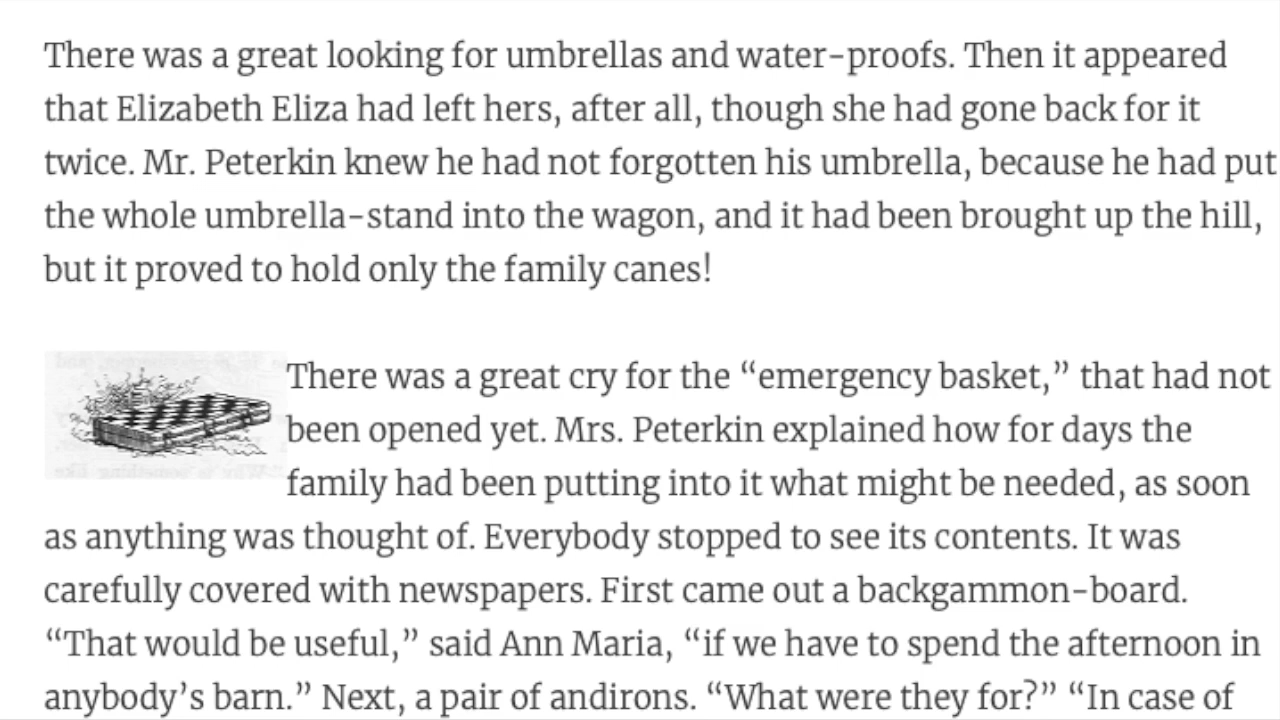 There was a great looking for umbrellas and water-proofs. Then it appeared
that Elizabeth Eliza had left hers, after all, though she had gone back for it
twice. Mr. Peterkin knew he had not forgotten his umbrella, because he had put
the whole umbrella-stand into the wagon, and it had been brought up the hill,
but it proved to hold only the family canes!
There was a great cry for the “emergency basket,” that had not
been opened yet. Mrs. Peterkin explained how for days the
family had been putting into it what might be needed, as soon
as anything was thought of. Everybody stopped to see its contents. It was
carefully covered with newspapers. First came out a backgammon-board.
“That would be useful,” said Ann Maria, “if we have to spend the afternoon in
anybody’s barn.” Next, a pair of andirons. “What were they for?” “In case of